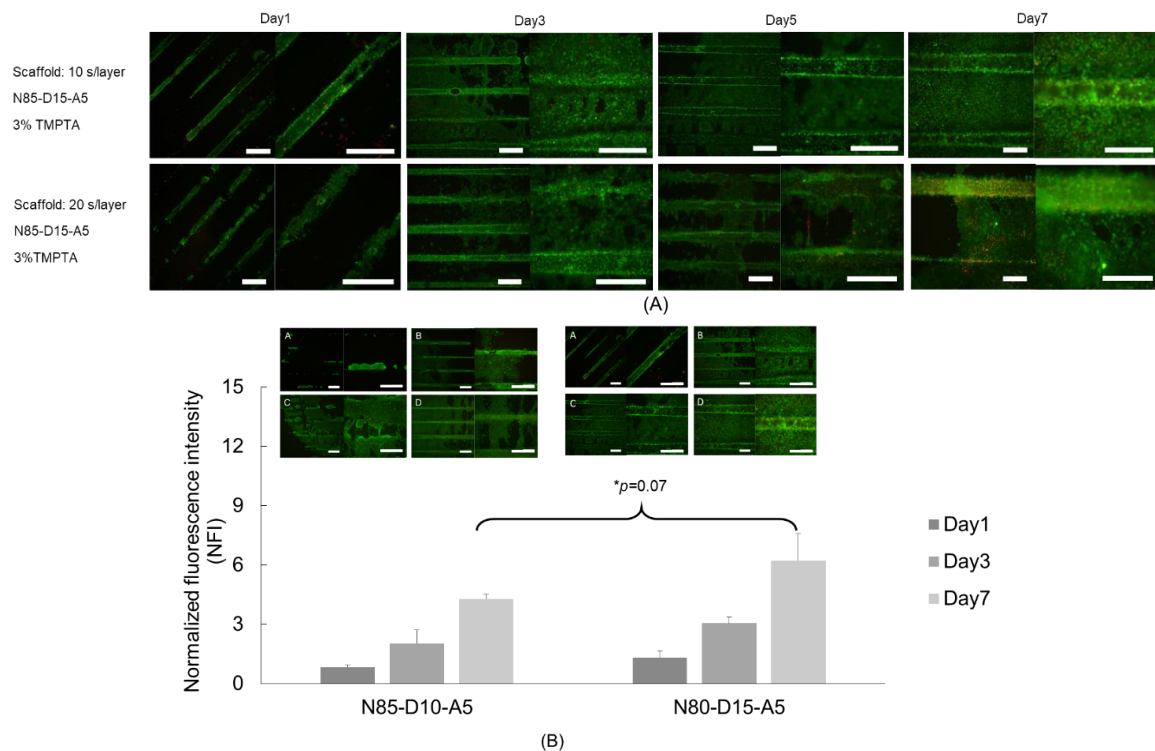 Day1
Day3
Day5
Day7
Scaffold: 10 s/layer
N85-D15-A5
3% TMPTA
Scaffold: 20 s/layer
N85-D15-A5
3%TMPTA
(A)
A
B
A
B
C
D
C
D
Normalized fluorescence intensity
(NFI)
15
12
9
6
3
0
*p=0.07
Day1
Day3
Day7
N85-D10-A5
N80-D15-A5
(B)